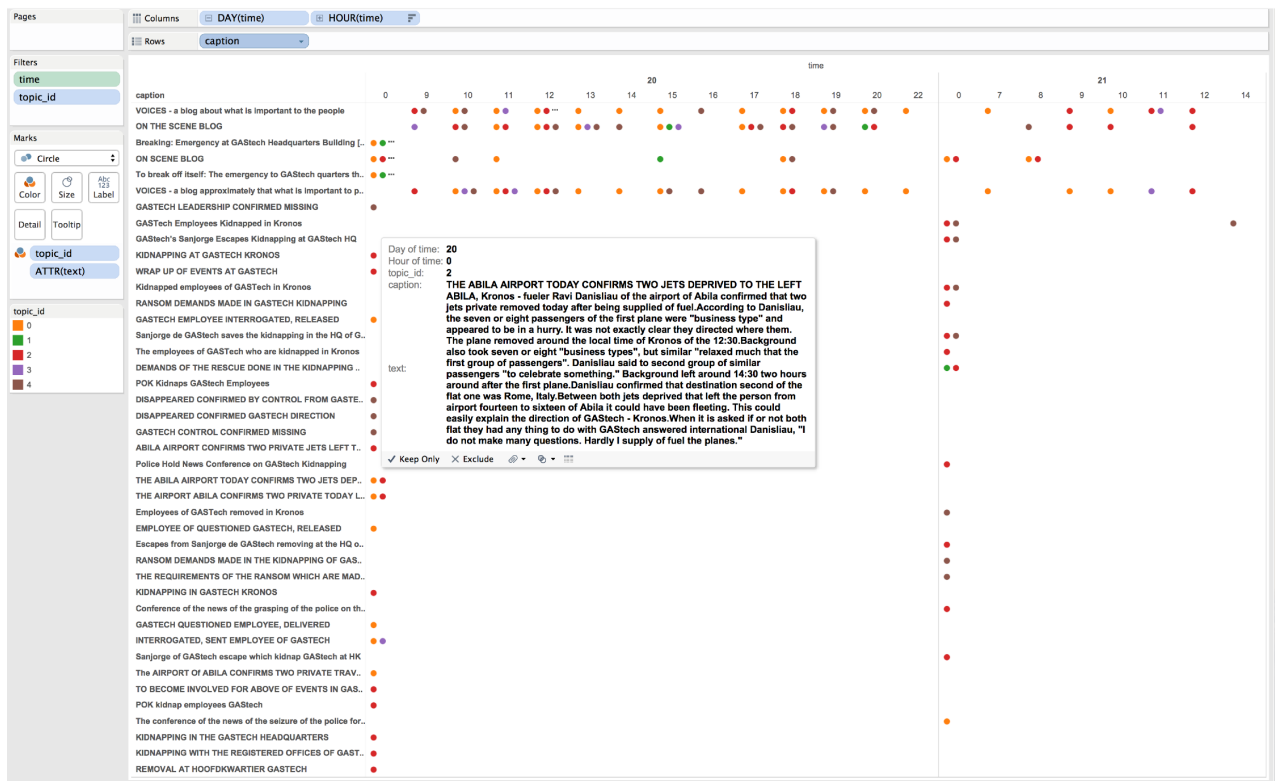 Pages
Columns
DAY(time)
HOUR(time)
Rows
caption
Filters
time
topic_id
Marks
Circle
Color
Size
Abc
123
Label
Detail
Tooltip
topic_id
ATTR(text)
topic_id
0
1
2
3
4
time
20
21
caption
0 9 10 11 12 13 14 15 16 17 18 19 20 22 0 7 8 9 10 11 12 14
VOICES - a blog about what is important to the people
ON THE SCENE BLOG
Breaking: Emergency at GAStech Headquarters Building [..
ON SCENE BLOG
To break off itself: The emergency to GAStech quarters th..
VOICES - a blog approximately that what is important to p..
GASTECH LEADERSHIP CONFIRMED MISSING
GASTech Employees Kidnapped in Kronos
GAStech's Sanjorge Escapes Kidnapping at GAStech HQ
KIDNAPPING AT GASTECH KRONOS
WRAP UP OF EVENTS AT GASTECH
Kidnapped employees of GASTech in Kronos
RANSOM DEMANDS MADE IN GASTECH KIDNAPPING
GASTECH EMPLOYEE INTERROGATED, RELEASED
Sanjorge de GAStech saves the kidnapping in the HQ of G..
The employees of GASTech who are kidnapped in Kronos
DEMANDS OF THE RESCUE DONE IN THE KIDNAPPING ..
POK Kidnaps GAStech Employees
DISAPPEARED CONFIRMED BY CONTROL FROM GASTE..
DISAPPEARED CONFIRMED GASTECH DIRECTION
GASTECH CONTROL CONFIRMED MISSING
ABILA AIRPORT CONFIRMS TWO PRIVATE JETS LEFT T..
Police Hold News Conference on GAStech Kidnapping
THE ABILA AIRPORT TODAY CONFIRMS TWO JETS DEP..
THE AIRPORT ABILA CONFIRMS TWO PRIVATE TODAY L..
Employees of GASTech removed in Kronos
EMPLOYEE OF QUESTIONED GASTECH, RELEASED
Escapes from Sanjorge de GAStech removing at the HQ o..
RANSOM DEMANDS MADE IN THE KIDNAPPING OF GAS..
THE REQUIREMENTS OF THE RANSOM WHICH ARE MAD..
KIDNAPPING IN GASTECH KRONOS
Conference of the news of the grasping of the police on th..
GASTECH QUESTIONED EMPLOYEE, DELIVERED
INTERROGATED, SENT EMPLOYEE OF GASTECH
Sanjorge of GAStech escape which kidnap GAStech at HK
The AIRPORT Of ABILA CONFIRMS TWO PRIVATE TRAV..
TO BECOME INVOLVED FOR ABOVE OF EVENTS IN GAS..
POK kidnap employees GAStech
The conference of the news of the seizure of the police for..
KIDNAPPING IN THE GASTECH HEADQUARTERS
KIDNAPPING WITH THE REGISTERED OFFICES OF GAST..
REMOVAL AT HOOFDKWARTIER GASTECH
Day of time: 20
Hour of time: 0
topic_id: 2
caption: THE ABILA AIRPORT TODAY CONFIRMS TWO JETS DEPRIVED TO THE LEFT
ABILA, Kronos - fueler Ravi Danisliau of the airport of Abila confirmed that two
jets private removed today after being supplied of fuel.According to Danisliau,
the seven or eight passengers of the first plane were "business type" and
appeared to be in a hurry. It was not exactly clear they directed where them.
The plane removed around the local time of Kronos of the 12:30.Background
also took seven or eight "business types", but similar "relaxed much that the
text: first group of passengers". Danisliau said to second group of similar
passengers "to celebrate something." Background left around 14:30 two hours
around after the first plane.Danisliau confirmed that destination second of the
flat one was Rome, Italy.Between both jets deprived that left the person from
airport fourteen to sixteen of Abila it could have been fleeting. This could
easily explain the direction of GAStech - Kronos.When it is asked if or not both
flat they had any thing to do with GAStech answered international Danisliau, "I
do not make many questions. Hardly I supply of fuel the planes."
Keep Only
Exclude